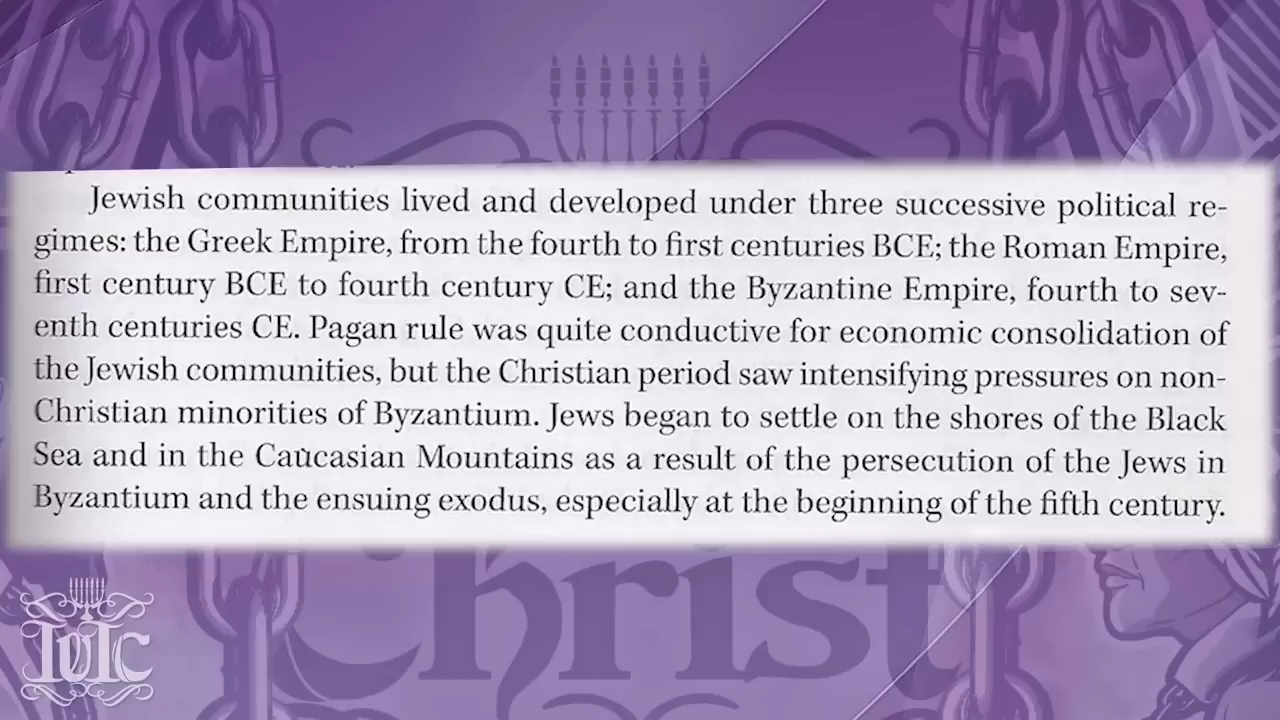 Jewish communities lived and developed under three successive political re-
gimes: the Greek Empire, from the fourth to first centuries BCE; the Roman Empire,
first century BCE to fourth century CE; and the Byzantine Empire, fourth to sev-
enth centuries CE. Pagan rule was quite conductive for economic consolidation of
the Jewish communities, but the Christian period saw intensifying pressures on non-
Christian minorities of Byzantium. Jews began to settle on the shores of the Black
Sea and in the Caucasian Mountains as a result of the persecution of the Jews in
Byzantium and the ensuing exodus, especially at the beginning of the fifth century.
Christ
IUIC